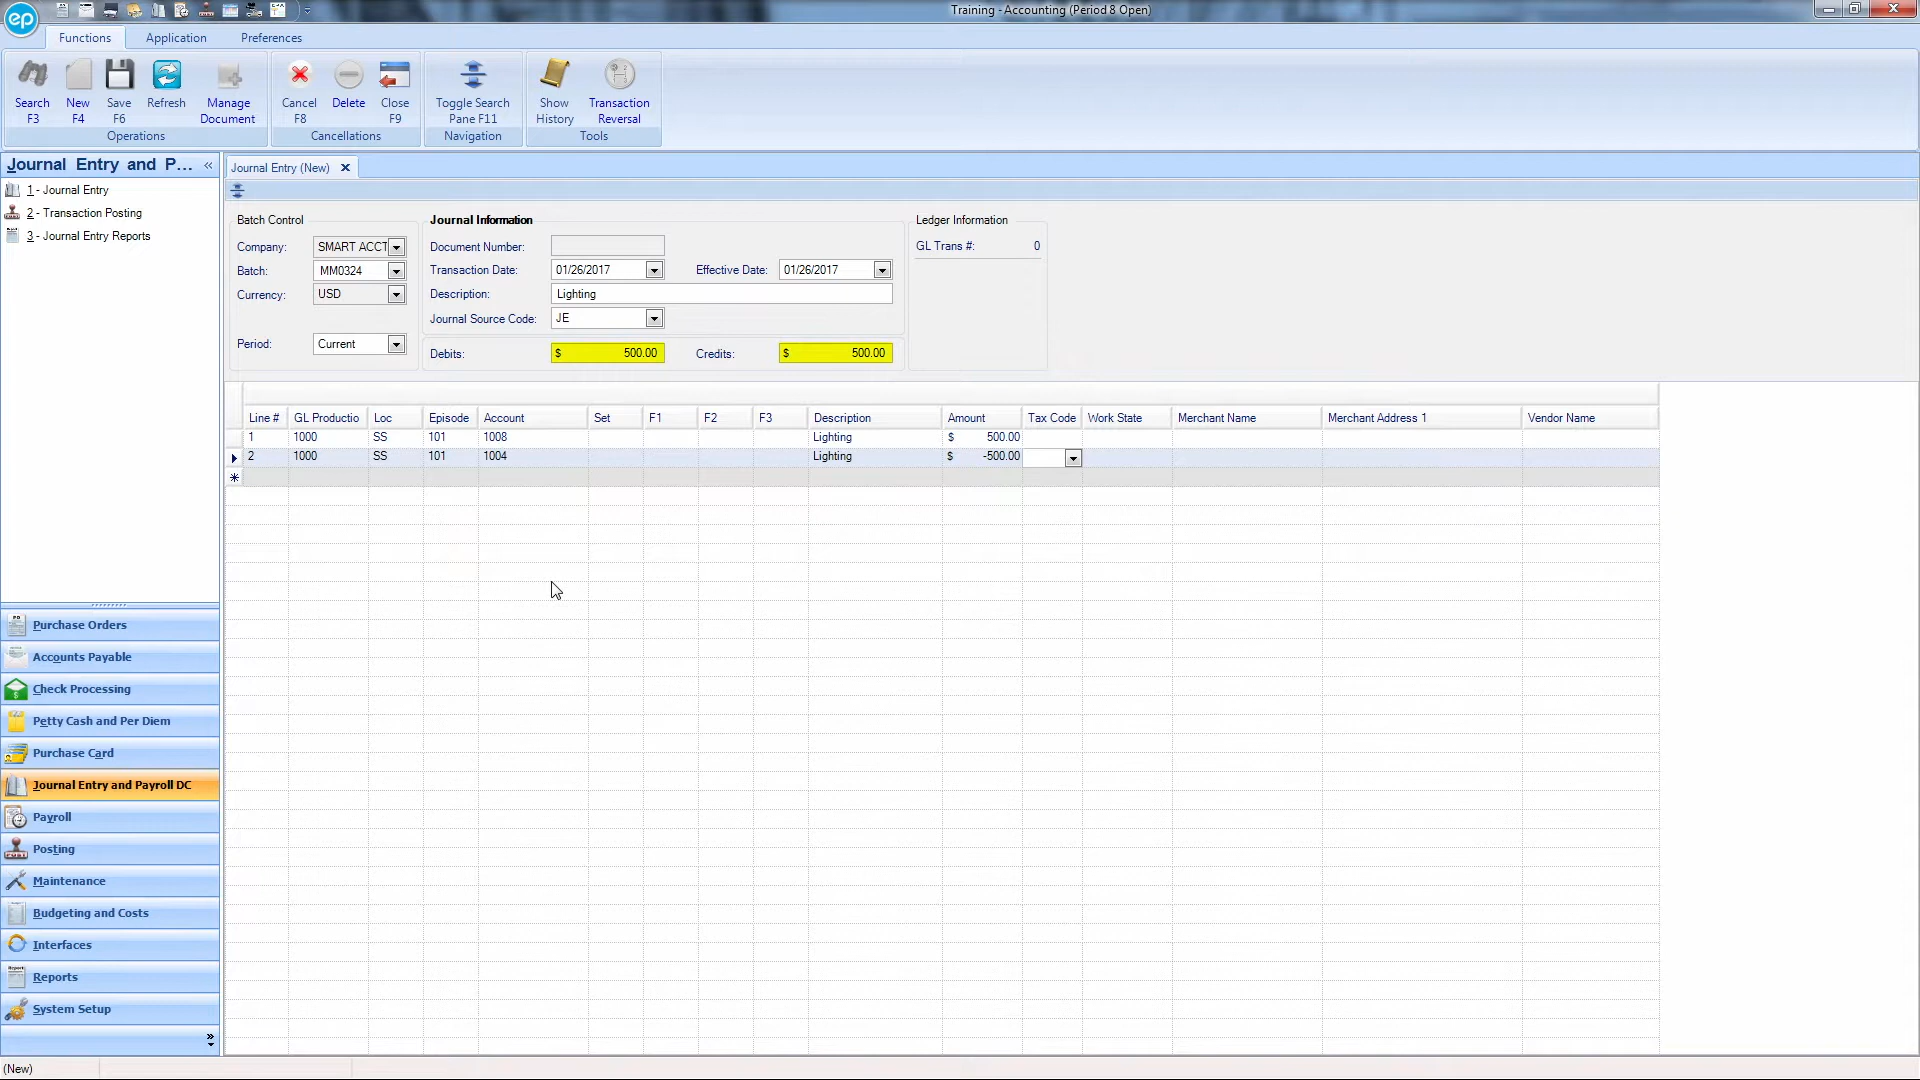 ep
Training - Accounting (Period 8 Open)
Functions
Application
Preferences
Search
F3
New
F4
Save
F6
Refresh
Manage
Document
Operations
Cancel
F8
Delete
Close
F9
Cancellations
Toggle Search
Pane F11
Navigation
Show
History
Transaction
Reversal
Tools
Journal Entry and P...
1 - Journal Entry
2 - Transaction Posting
3 - Journal Entry Reports
Purchase Orders
Accounts Payable
Check Processing
Petty Cash and Per Diem
Purchase Card
Journal Entry and Payroll DC
Payroll
Posting
Maintenance
Budgeting and Costs
Interfaces
Reports
System Setup
Journal Entry (New)
Batch Control
Company: SMART ACCT
Batch: MM0324
Currency: USD
Period: Current
Journal Information
Document Number:
Transaction Date: 01/26/2017 Effective Date: 01/26/2017
Description: Lighting
Journal Source Code: JE
Debits: $ 500.00 Credits: $ 500.00
Ledger Information
GL Trans #: 0
Line # GL Productio Loc Episode Account Set F1 F2 F3 Description Amount Tax Code Work State Merchant Name Merchant Address 1 Vendor Name
1 1000 SS 101 1008 Lighting $ 500.00
2 1000 SS 101 1004 Lighting $ -500.00
(New)